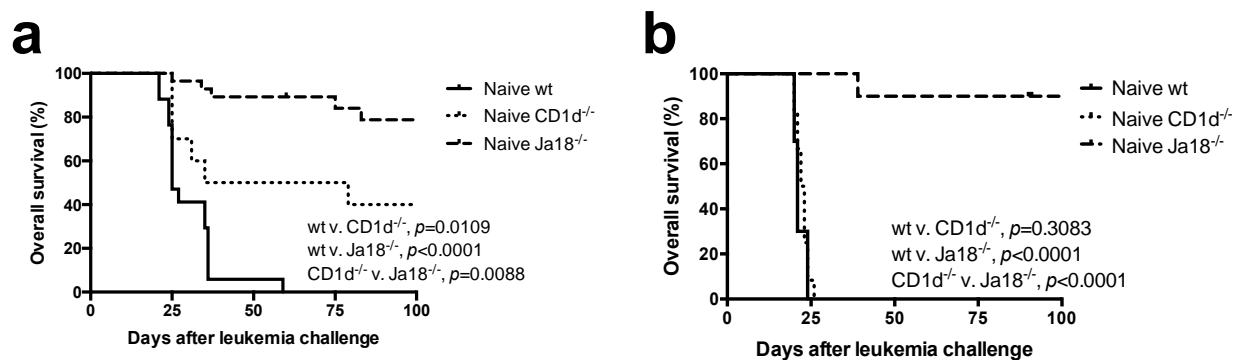 a
100
80
60
40
20
0
Overall survival (%)
0 25 50 75 100
Days after leukemia challenge
Naive wt
Naive CD1d-/-
Naive Ja18-/-
wt v. CD1d-/-, p=0.0109
wt v. Ja18-/-, p<0.0001
CD1d-/- v. Ja18-/-, p=0.0088
b
100
80
60
40
20
0
Overall survival (%)
0 25 50 75 100
Days after leukemia challenge
Naive wt
Naive CD1d-/-
Naive Ja18-/-
wt v. CD1d-/-, p=0.3083
wt v. Ja18-/-, p<0.0001
CD1d-/- v. Ja18-/-, p<0.0001